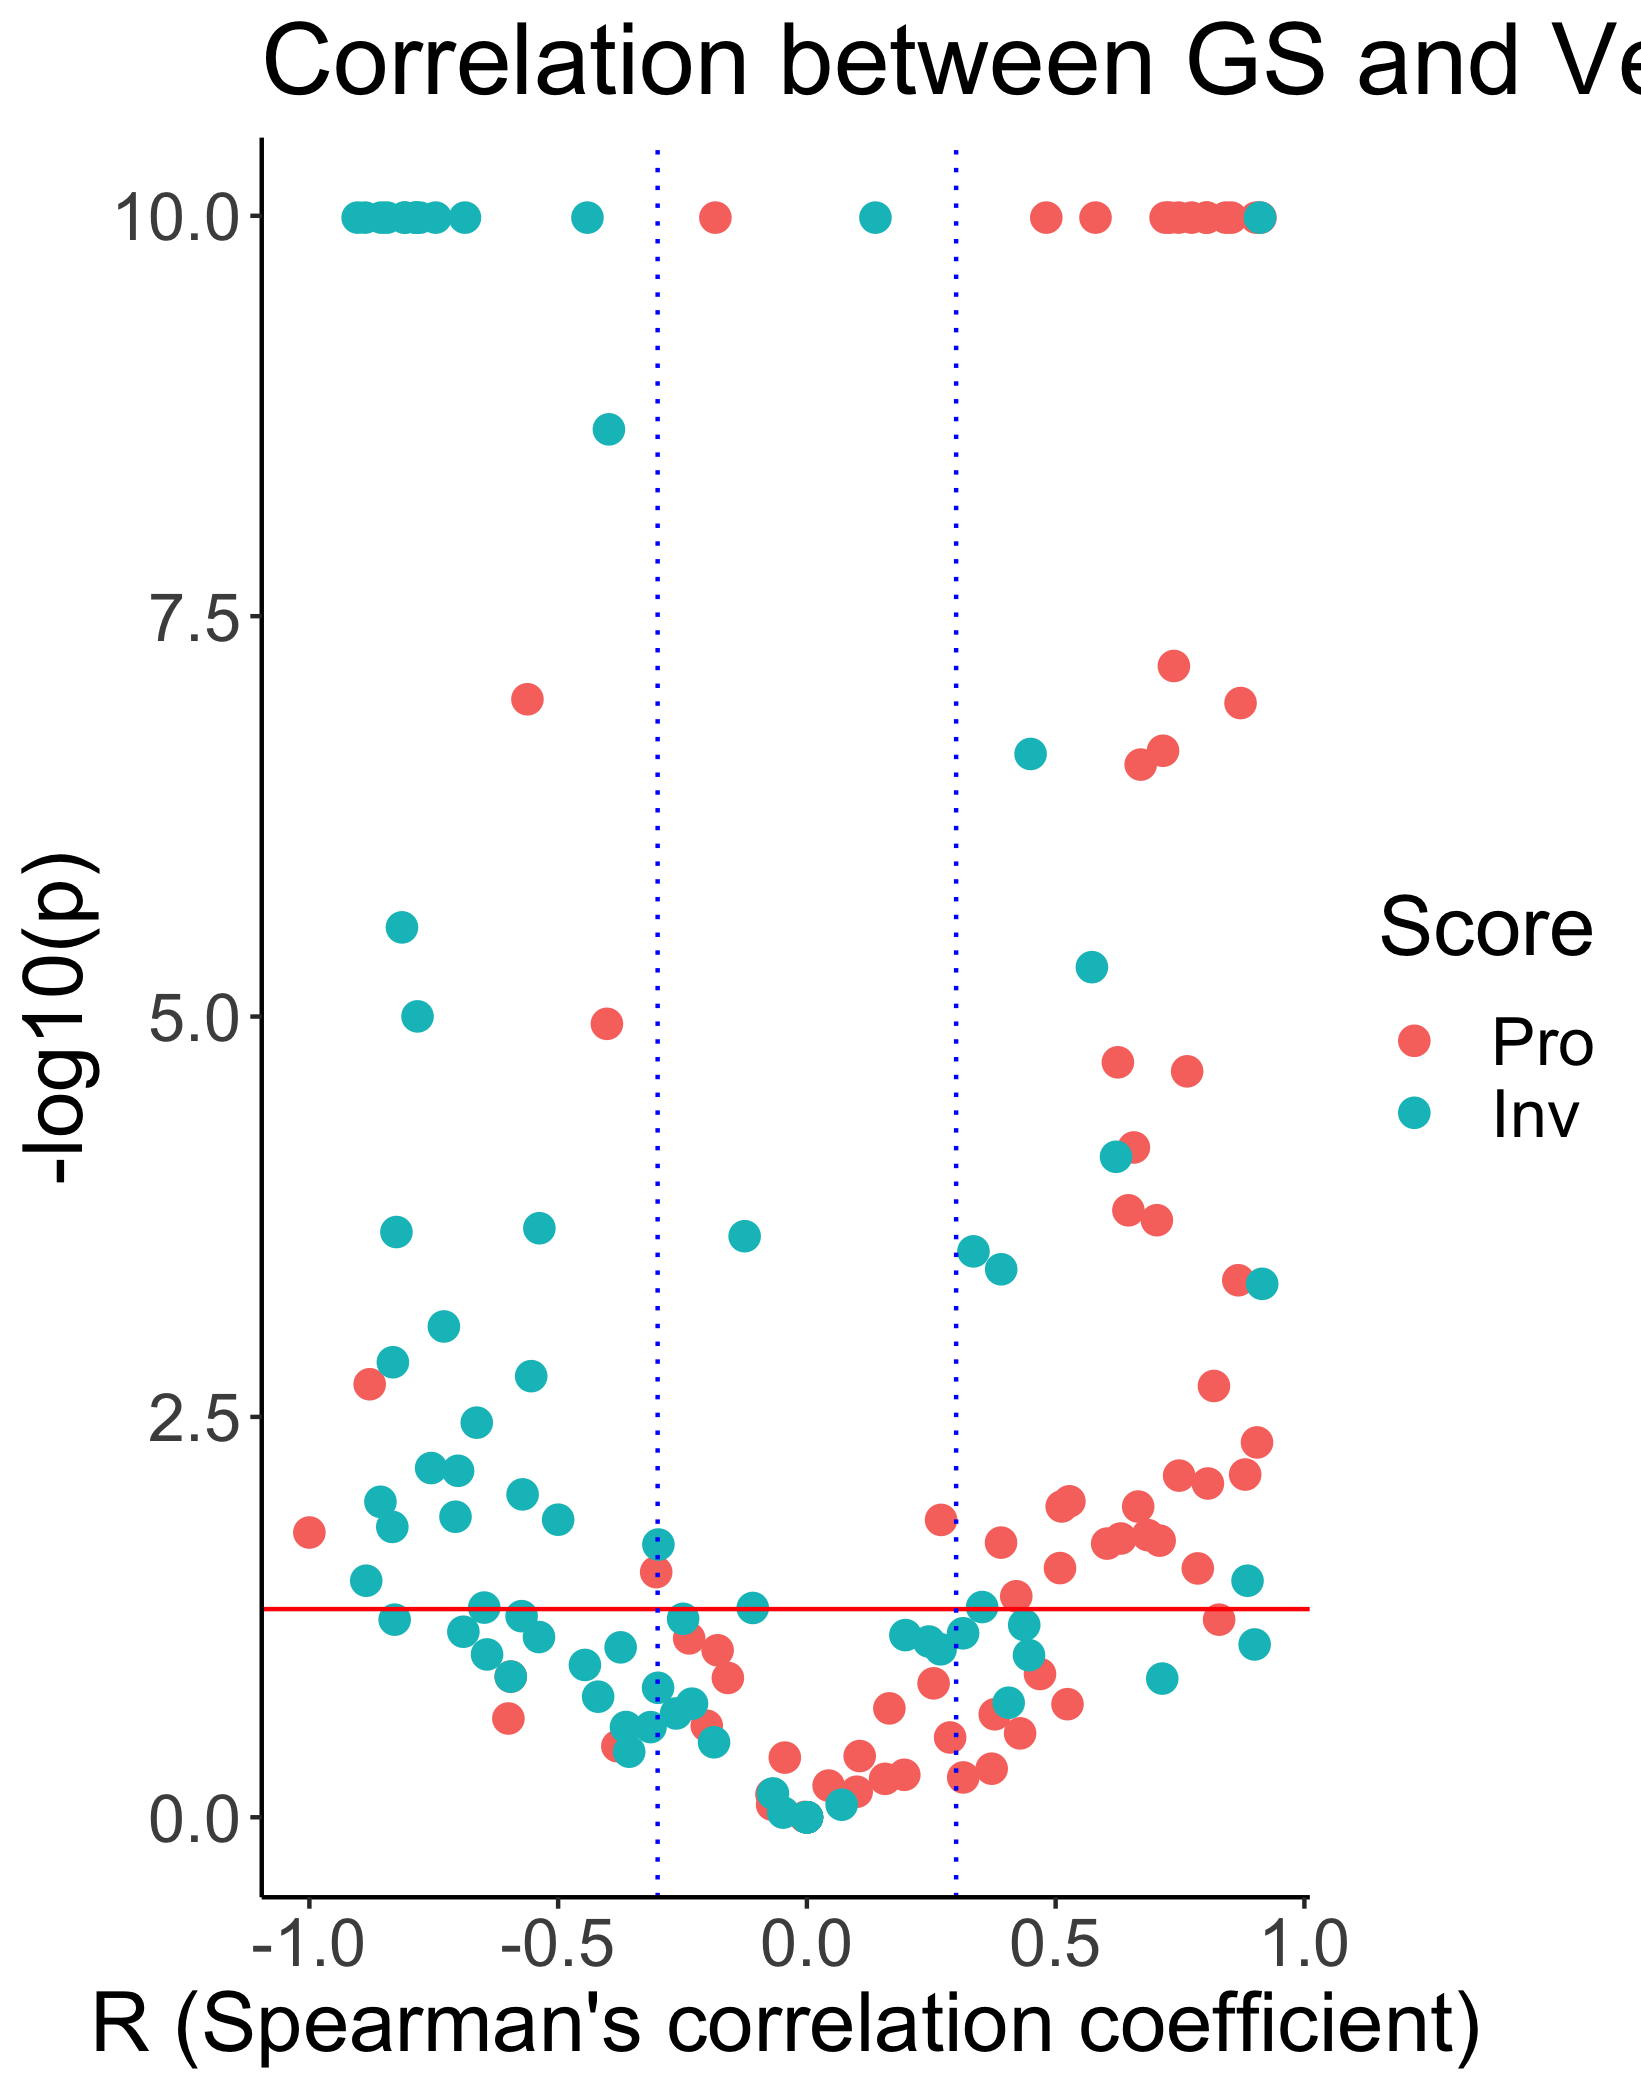 Correlation between GS and Ve
10.0
7.5
5.0
2.5
0.0
-log10(p)
-1.0 -0.5 0.0 0.5 1.0
R (Spearman's correlation coefficient)
Score
Pro
Inv